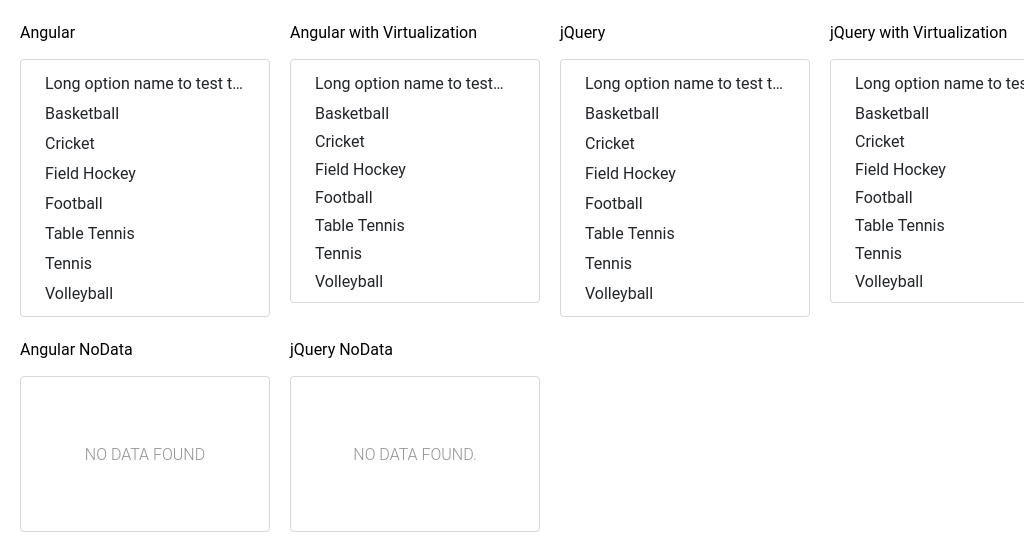 Angular
Long option name to test t...
Basketball
Cricket
Field Hockey
Football
Table Tennis
Tennis
Volleyball
Angular with Virtualization
Long option name to test...
Basketball
Cricket
Field Hockey
Football
Table Tennis
Tennis
Volleyball
jQuery
Long option name to test t...
Basketball
Cricket
Field Hockey
Football
Table Tennis
Tennis
Volleyball
jQuery with Virtualization
Long option name to tes
Basketball
Cricket
Field Hockey
Football
Table Tennis
Tennis
Volleyball
Angular NoData
NO DATA FOUND
jQuery NoData
NO DATA FOUND.